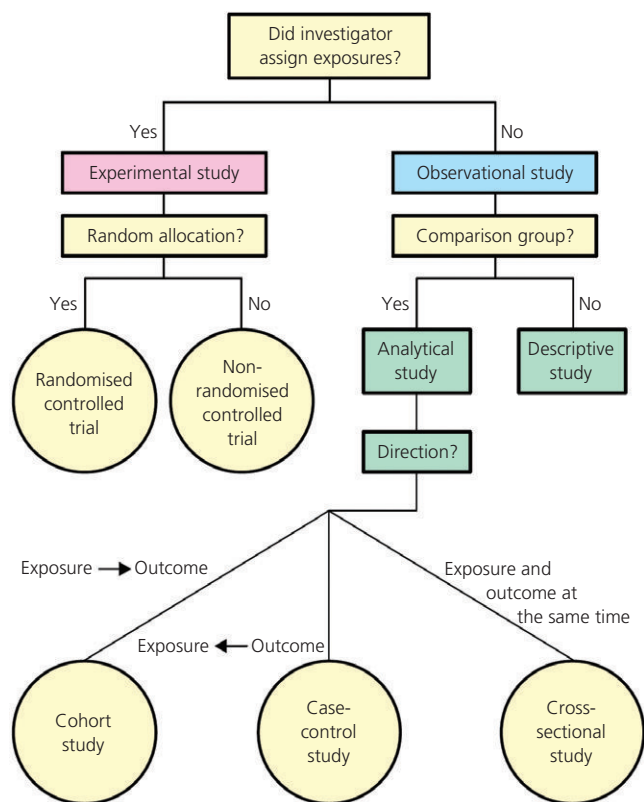 Did investigator
assign exposures?
Yes
No
Experimental study
Observational study
Random allocation?
Comparison group?
Yes
No
Yes
No
Randomised
controlled
trial
Non-
randomised
controlled
trial
Analytical
study
Descriptive
study
Direction?
Exposure → Outcome
Exposure and
outcome at
the same time
Exposure ← Outcome
Cohort
study
Case-
control
study
Cross-
sectional
study